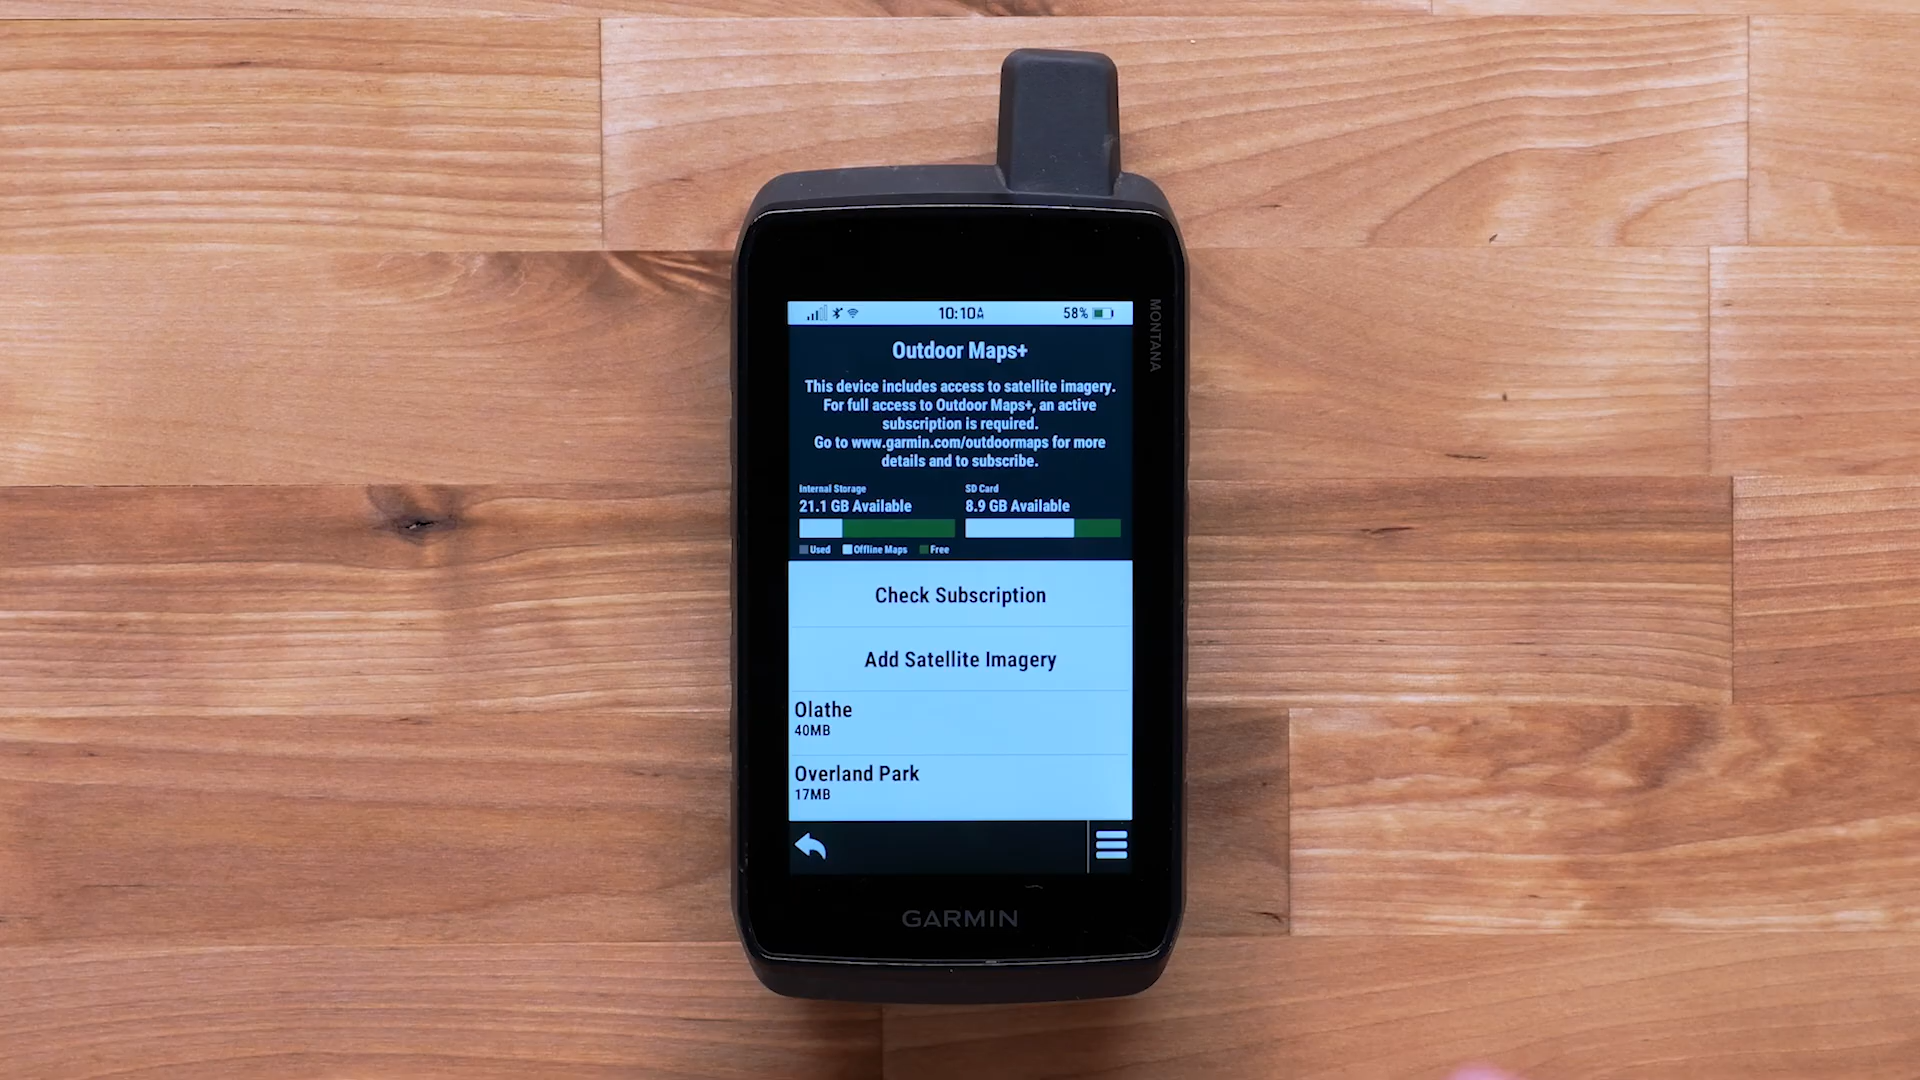 10:10AM
58%
MONTANA
Outdoor Maps+
This device includes access to satellite imagery.
For full access to Outdoor Maps+, an active
subscription is required.
Go to www.garmin.com/outdoormaps for more
details and to subscribe.
Internal Storage
21.1 GB Available
SD Card
8.9 GB Available
Used Offline Maps Free
Check Subscription
Add Satellite Imagery
Olathe
40MB
Overland Park
17MB
GARMIN